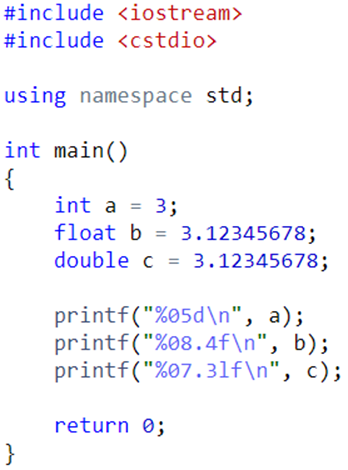 #include <iostream>
#include <cstdio>
using namespace std;
int main()
{
    int a = 3;
    float b = 3.12345678;
    double c = 3.12345678;
    printf("%05d\n", a);
    printf("%08.4f\n", b);
    printf("%07.3lf\n", c);
    return 0;
}